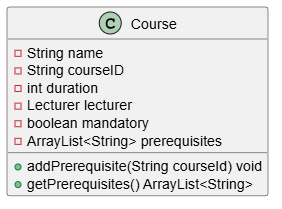 C Course
String name
String courseID
int duration
Lecturer lecturer
boolean mandatory
ArrayList<String> prerequisites
addPrerequisite(String courseId) void
getPrerequisites() ArrayList<String>